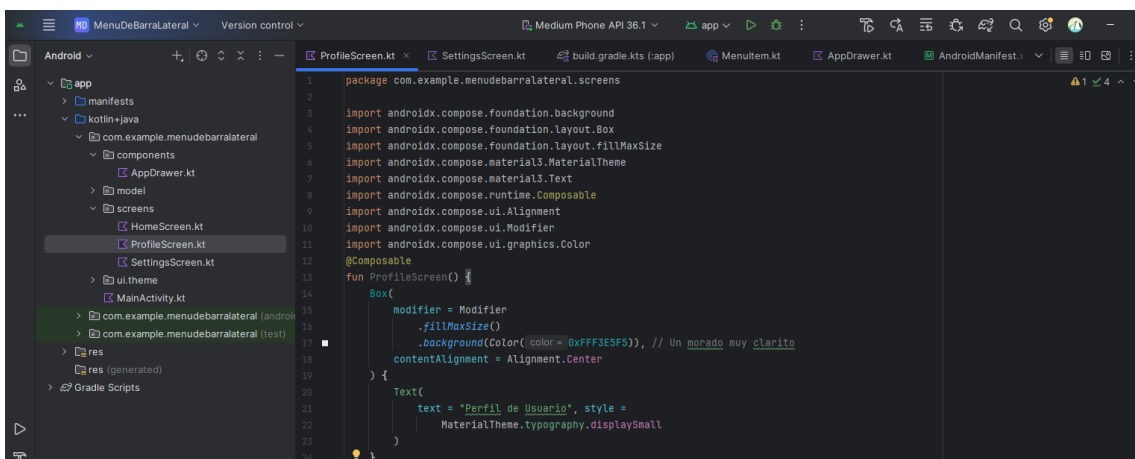 MD MenuDeBarraLateral Version control Medium Phone API 36.1 app
Android
ProfileScreen.kt SettingsScreen.kt build.gradle.kts (:app) MenuItem.kt AppDrawer.kt AndroidManifest.x
app
manifests
kotlin+java
com.example.menudebarralateral
components
AppDrawer.kt
model
screens
HomeScreen.kt
ProfileScreen.kt
SettingsScreen.kt
ui.theme
MainActivity.kt
com.example.menudebarralateral (androi
com.example.menudebarralateral (test)
res
res (generated)
Gradle Scripts
1 package com.example.menudebarralateral.screens 1 4
2
3 import androidx.compose.foundation.background
4 import androidx.compose.foundation.layout.Box
5 import androidx.compose.foundation.layout.fillMaxSize
6 import androidx.compose.material3.MaterialTheme
7 import androidx.compose.material3.Text
8 import androidx.compose.runtime.Composable
9 import androidx.compose.ui.Alignment
10 import androidx.compose.ui.Modifier
11 import androidx.compose.ui.graphics.Color
12 @Composable
13 fun ProfileScreen() {
14 Box(
15 modifier = Modifier
16 .fillMaxSize()
17 .background(Color( color = 0xFFF3E5F5)), // Un morado muy clarito
18 contentAlignment = Alignment.Center
19 ) {
20 Text(
21 text = "Perfil de Usuario", style =
22 MaterialTheme.typography.displaySmall
23 )
24 }